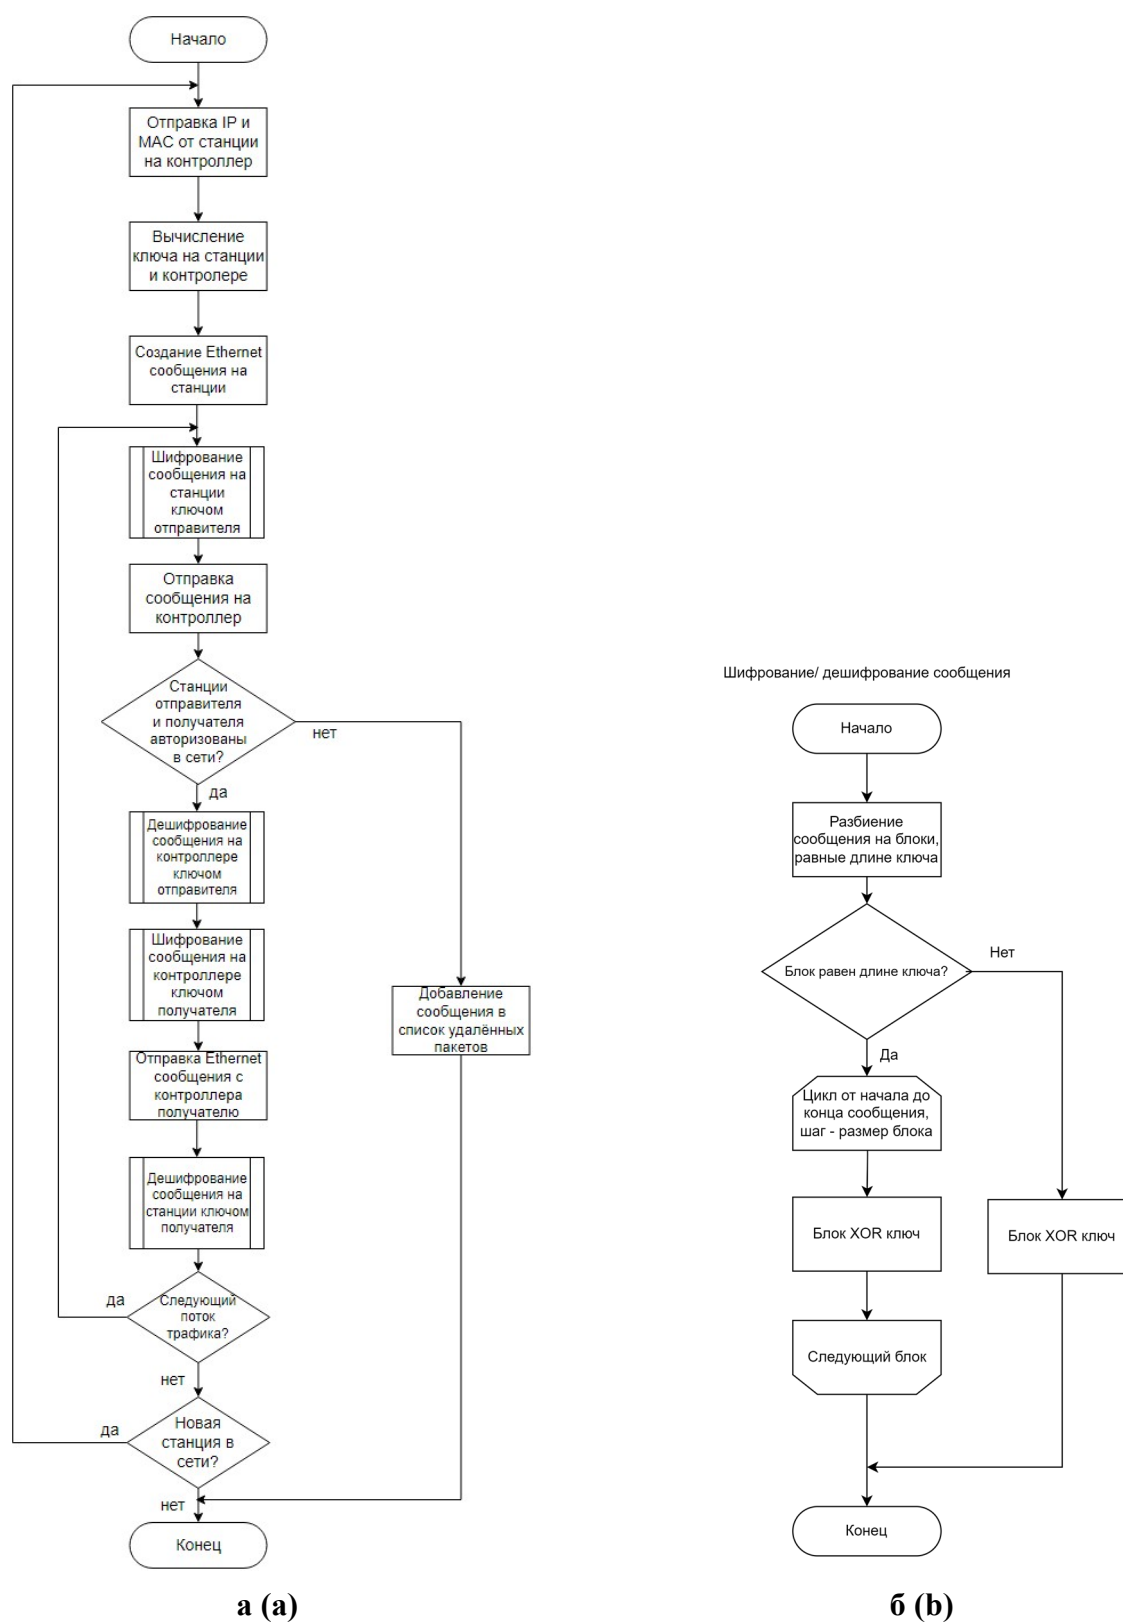 Начало
Отправка IP и
MAC от станции
на контроллер
Вычисление
ключа на станции
и контролере
Создание Ethernet
сообщения на
станции
Шифрование
сообщения на
станции
ключом
отправителя
Отправка
сообщения на
контроллер
Станции
отправителя
и получателя
авторизованы
в сети?
нет
да
Дешифрование
сообщения на
контроллере
ключом
отправителя
Шифрование
сообщения на
контроллере
ключом
получателя
Добавление
сообщения в
список удалённых
пакетов
Отправка Ethernet
сообщения с
контроллера
получателю
Дешифрование
сообщения на
станции ключом
получателя
Следующий
поток
трафика?
да
нет
Новая
станция в
сети?
да
нет
Конец
а (a)
Шифрование/ дешифрование сообщения
Начало
Разбиение
сообщения на блоки,
равные длине ключа
Блок равен длине ключа?
Нет
Да
Цикл от начала до
конца сообщения,
шаг - размер блока
Блок XOR ключ
Блок XOR ключ
Следующий блок
Конец
б (b)